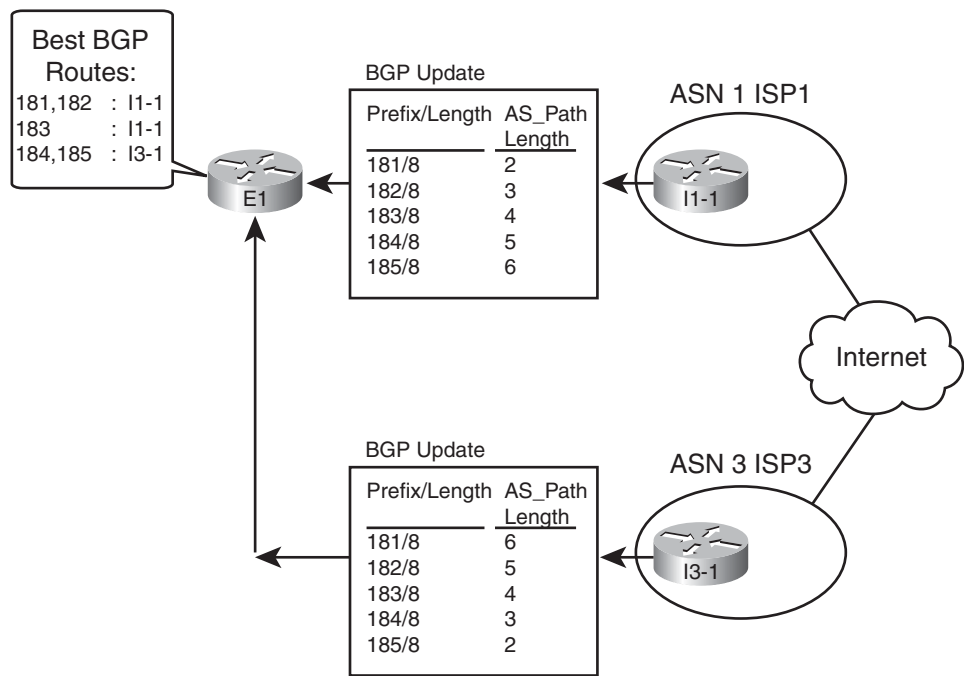 Best BGP
Routes:
181,182 : I1-1
183 : I1-1
184,185 : I3-1
E1
BGP Update
Prefix/Length AS_Path
Length
181/8 2
182/8 3
183/8 4
184/8 5
185/8 6
ASN 1 ISP1
I1-1
Internet
BGP Update
Prefix/Length AS_Path
Length
181/8 6
182/8 5
183/8 4
184/8 3
185/8 2
ASN 3 ISP3
I3-1